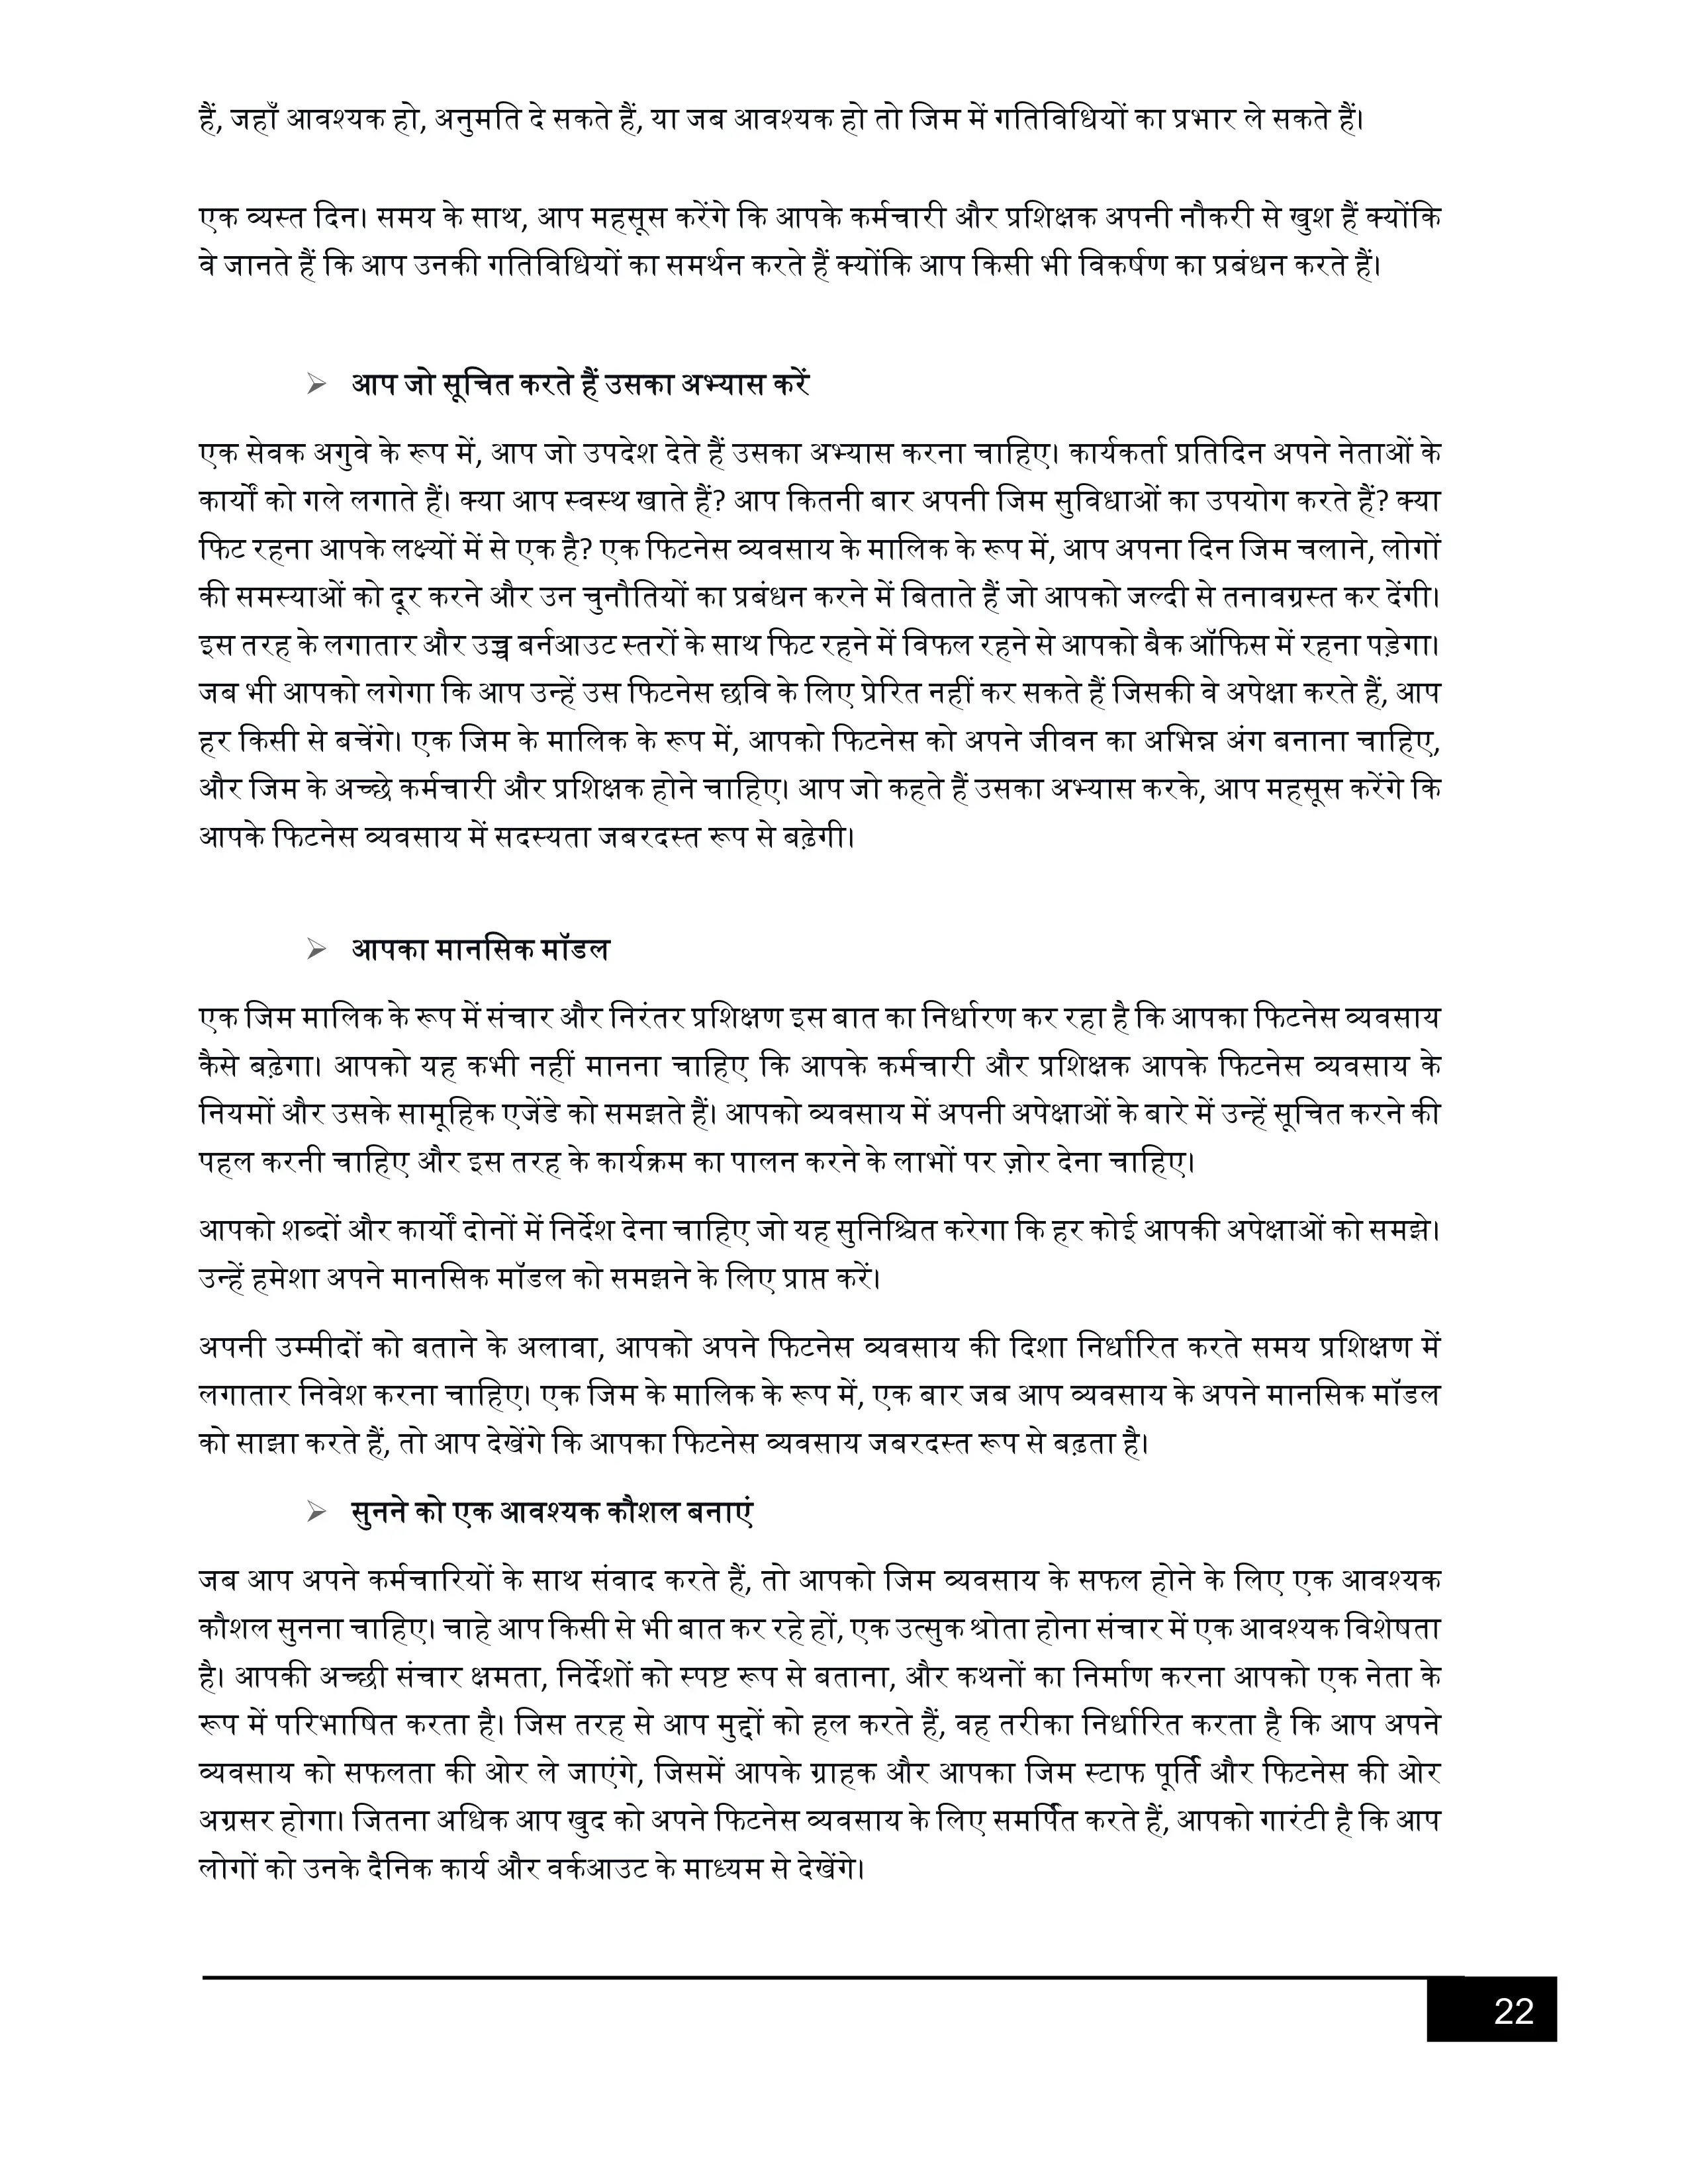 हैं, जहाँ आवश्यक हो, अनुमति दे सकते हैं, या जब आवश्यक हो तो जिम में गतिविधियों का प्रभार ले सकते हैं।
एक व्यस्त दिन। समय के साथ, आप महसूस करेंगे कि आपके कर्मचारी और प्रशिक्षक अपनी नौकरी से खुश हैं क्योंकि
वे जानते हैं कि आप उनकी गतिविधियों का समर्थन करते हैं क्योंकि आप किसी भी विकर्षण का प्रबंधन करते हैं।
➢ आप जो सूचित करते हैं उसका अभ्यास करें
एक सेवक अगुवे के रूप में, आप जो उपदेश देते हैं उसका अभ्यास करना चाहिए। कार्यकर्ता प्रतिदिन अपने नेताओं के
कार्यों को गले लगाते हैं। क्या आप स्वस्थ खाते हैं? आप कितनी बार अपनी जिम सुविधाओं का उपयोग करते हैं? क्या
फिट रहना आपके लक्ष्यों में से एक है? एक फिटनेस व्यवसाय के मालिक के रूप में, आप अपना दिन जिम चलाने, लोगों
की समस्याओं को दूर करने और उन चुनौतियों का प्रबंधन करने में बिताते हैं जो आपको जल्दी से तनावग्रस्त कर देंगी।
इस तरह के लगातार और उच्च बर्नआउट स्तरों के साथ फिट रहने में विफल रहने से आपको बैक ऑफिस में रहना पड़ेगा।
जब भी आपको लगेगा कि आप उन्हें उस फिटनेस छवि के लिए प्रेरित नहीं कर सकते हैं जिसकी वे अपेक्षा करते हैं, आप
हर किसी से बचेंगे। एक जिम के मालिक के रूप में, आपको फिटनेस को अपने जीवन का अभिन्न अंग बनाना चाहिए,
और जिम के अच्छे कर्मचारी और प्रशिक्षक होने चाहिए। आप जो कहते हैं उसका अभ्यास करके, आप महसूस करेंगे कि
आपके फिटनेस व्यवसाय में सदस्यता जबरदस्त रूप से बढ़ेगी।
➢ आपका मानसिक मॉडल
एक जिम मालिक के रूप में संचार और निरंतर प्रशिक्षण इस बात का निर्धारण कर रहा है कि आपका फिटनेस व्यवसाय
कैसे बढ़ेगा। आपको यह कभी नहीं मानना चाहिए कि आपके कर्मचारी और प्रशिक्षक आपके फिटनेस व्यवसाय के
नियमों और उसके सामूहिक एजेंडे को समझते हैं। आपको व्यवसाय में अपनी अपेक्षाओं के बारे में उन्हें सूचित करने की
पहल करनी चाहिए और इस तरह के कार्यक्रम का पालन करने के लाभों पर ज़ोर देना चाहिए।
आपको शब्दों और कार्यों दोनों में निर्देश देना चाहिए जो यह सुनिश्चित करेगा कि हर कोई आपकी अपेक्षाओं को समझे।
उन्हें हमेशा अपने मानसिक मॉडल को समझने के लिए प्राप्त करें।
अपनी उम्मीदों को बताने के अलावा, आपको अपने फिटनेस व्यवसाय की दिशा निर्धारित करते समय प्रशिक्षण में
लगातार निवेश करना चाहिए। एक जिम के मालिक के रूप में, एक बार जब आप व्यवसाय के अपने मानसिक मॉडल
को साझा करते हैं, तो आप देखेंगे कि आपका फिटनेस व्यवसाय जबरदस्त रूप से बढ़ता है।
➢ सुनने को एक आवश्यक कौशल बनाएं
जब आप अपने कर्मचारियों के साथ संवाद करते हैं, तो आपको जिम व्यवसाय के सफल होने के लिए एक आवश्यक
कौशल सुनना चाहिए। चाहे आप किसी से भी बात कर रहे हों, एक उत्सुक श्रोता होना संचार में एक आवश्यक विशेषता
है। आपकी अच्छी संचार क्षमता, निर्देशों को स्पष्ट रूप से बताना, और कथनों का निर्माण करना आपको एक नेता के
रूप में परिभाषित करता है। जिस तरह से आप मुद्दों को हल करते हैं, वह तरीका निर्धारित करता है कि आप अपने
व्यवसाय को सफलता की ओर ले जाएंगे, जिसमें आपके ग्राहक और आपका जिम स्टाफ पूर्ति और फिटनेस की ओर
अग्रसर होगा। जितना अधिक आप खुद को अपने फिटनेस व्यवसाय के लिए समर्पित करते हैं, आपको गारंटी है कि आप
लोगों को उनके दैनिक कार्य और वर्कआउट के माध्यम से देखेंगे।
22